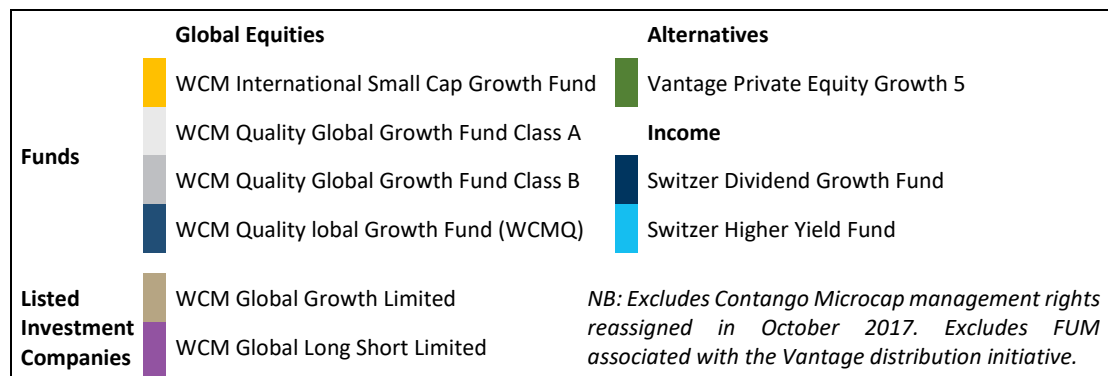 Global Equities
Alternatives
WCM International Small Cap Growth Fund
Vantage Private Equity Growth 5
WCM Quality Global Growth Fund Class A
Income
Funds
WCM Quality Global Growth Fund Class B
Switzer Dividend Growth Fund
WCM Quality lobal Growth Fund (WCMQ)
Switzer Higher Yield Fund
Listed
Investment
Companies
WCM Global Growth Limited
WCM Global Long Short Limited
NB: Excludes Contango Microcap management rights
reassigned in October 2017. Excludes FUM
associated with the Vantage distribution initiative.